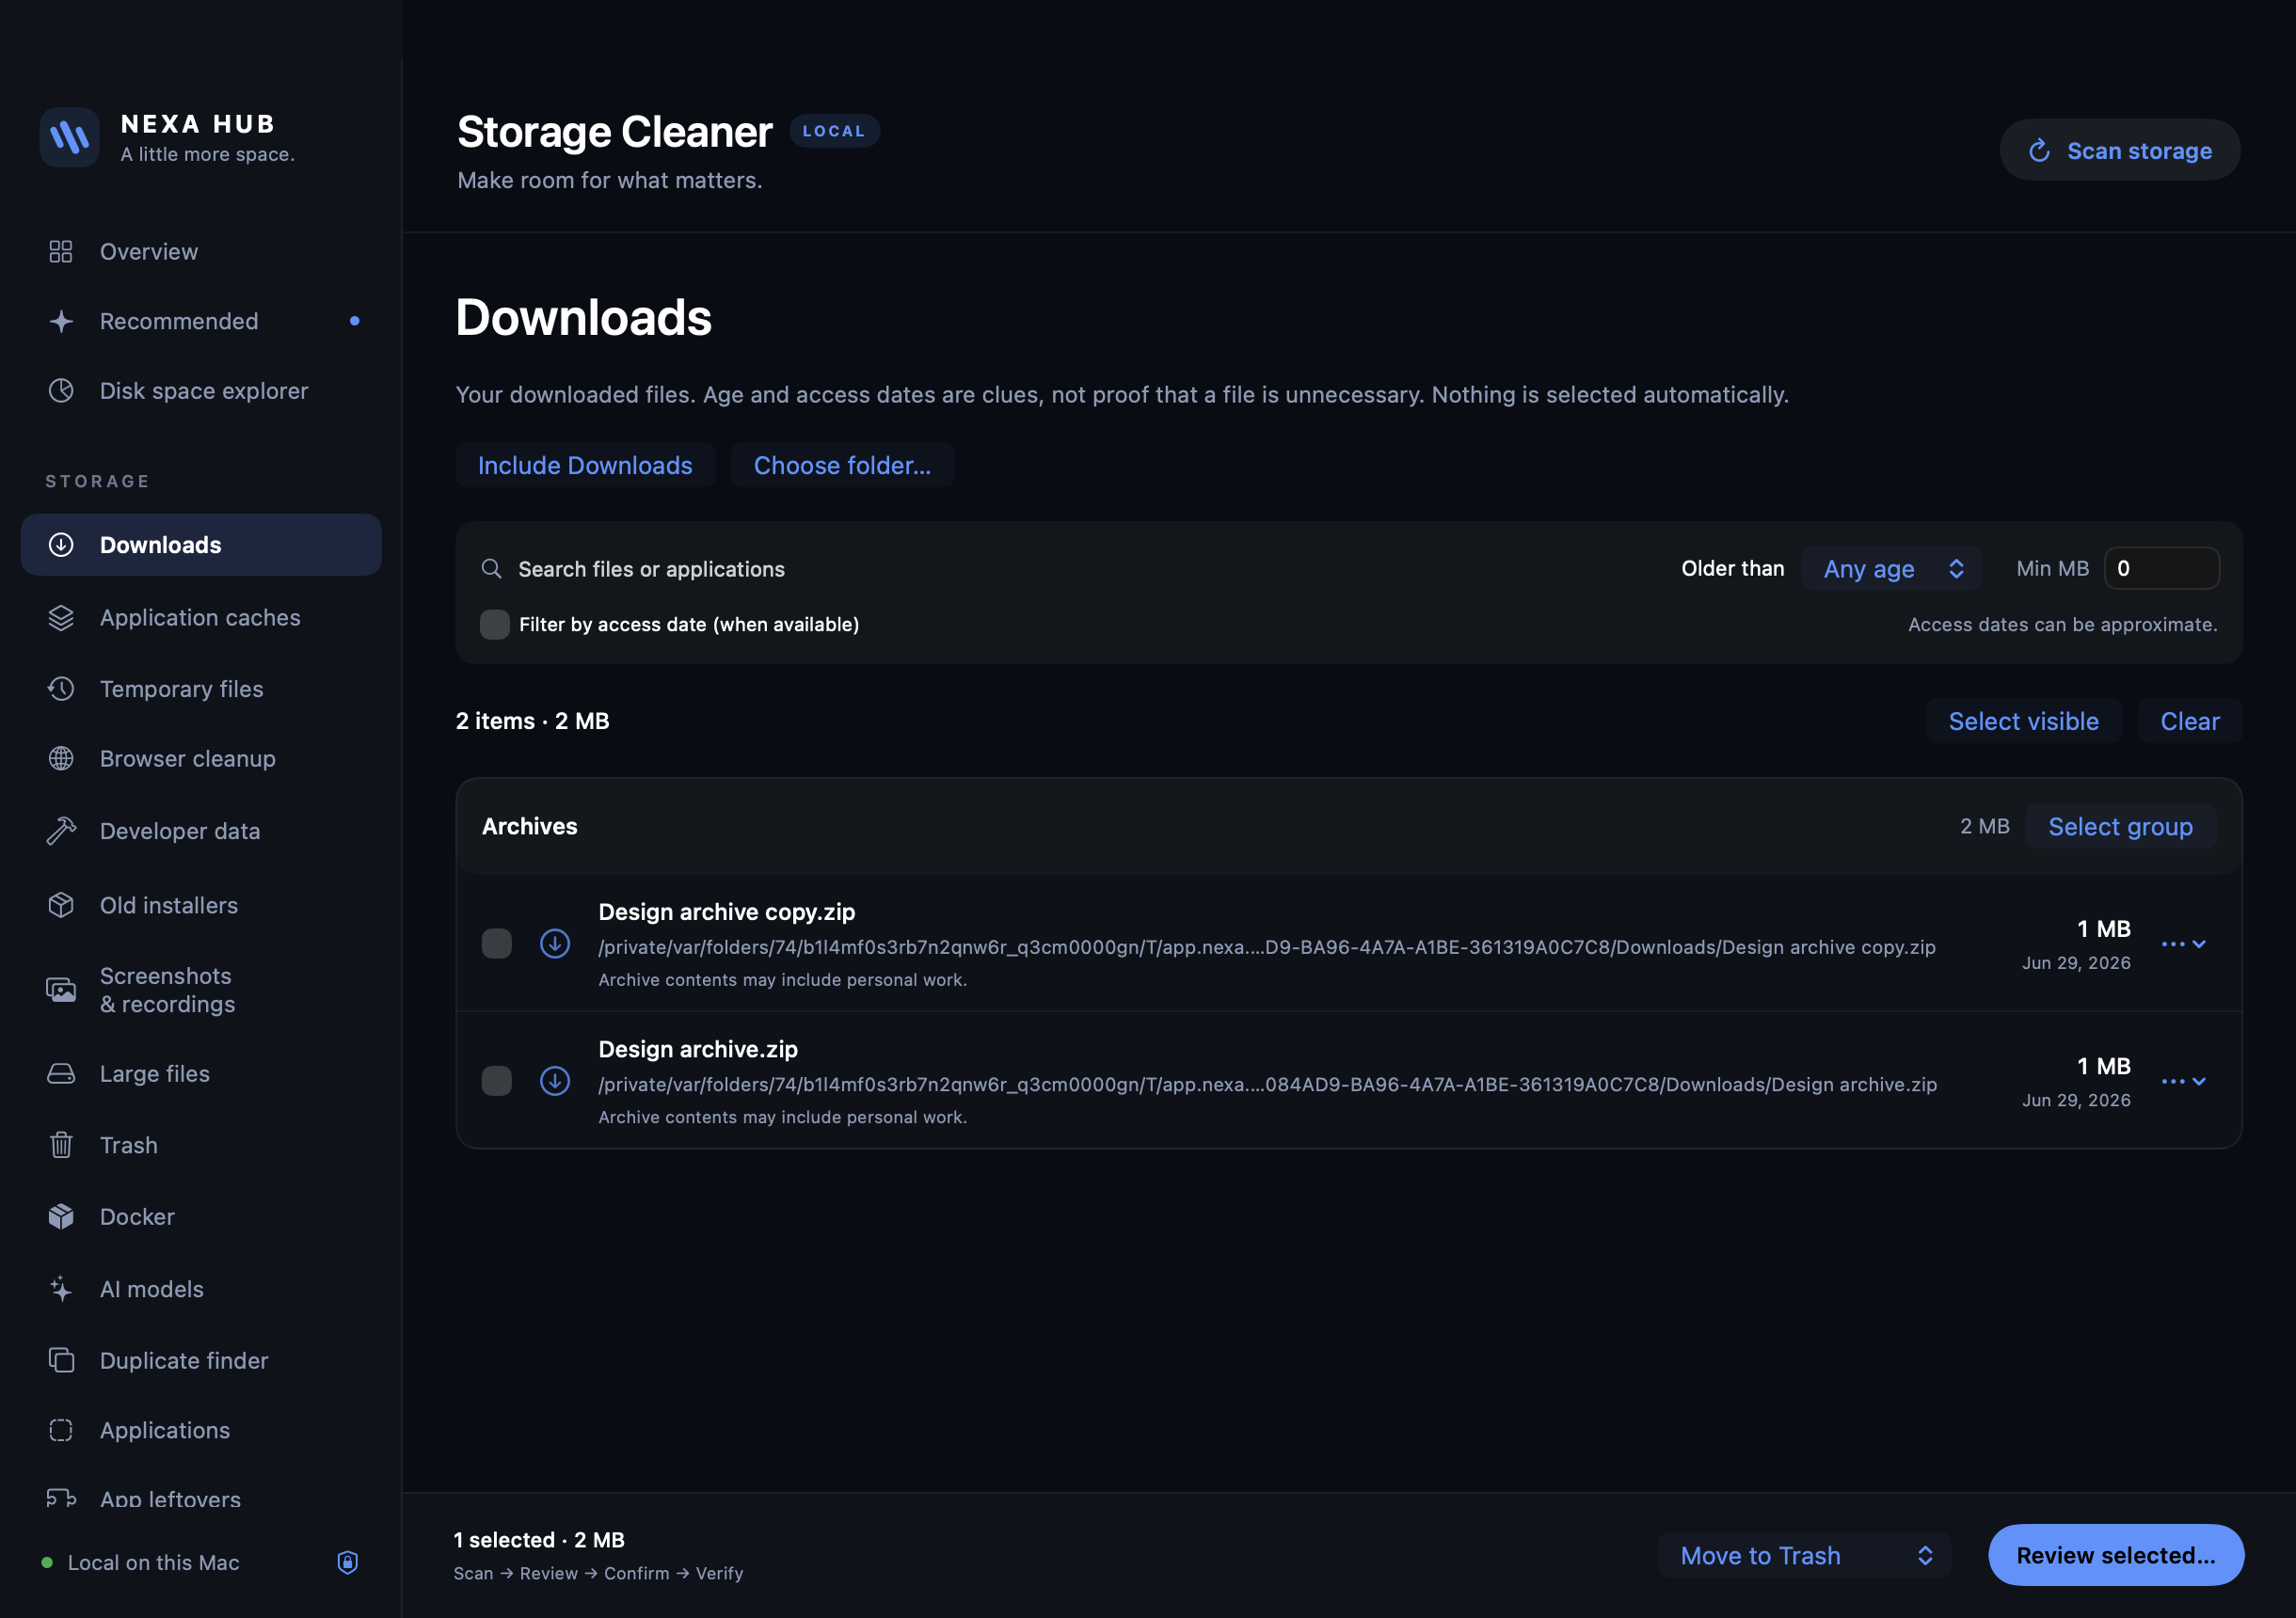 NEXA HUB
A little more space.
Overview
Recommended
Disk space explorer
STORAGE
Downloads
Application caches
Temporary files
Browser cleanup
Developer data
Old installers
Screenshots
& recordings
Large files
Trash
Docker
AI models
Duplicate finder
Applications
App leftovers
Local on this Mac
Storage Cleaner LOCAL
Make room for what matters.
Scan storage
Downloads
Your downloaded files. Age and access dates are clues, not proof that a file is unnecessary. Nothing is selected automatically.
Include Downloads Choose folder...
Search files or applications Older than Any age Min MB 0
Filter by access date (when available) Access dates can be approximate.
2 items · 2 MB Select visible Clear
Archives 2 MB Select group
Design archive copy.zip
/private/var/folders/74/b1l4mf0s3rb7n2qnw6r_q3cm0000gn/T/app.nexa....D9-BA96-4A7A-A1BE-361319A0C7C8/Downloads/Design archive copy.zip
Archive contents may include personal work.
1 MB
Jun 29, 2026
Design archive.zip
/private/var/folders/74/b1l4mf0s3rb7n2qnw6r_q3cm0000gn/T/app.nexa....084AD9-BA96-4A7A-A1BE-361319A0C7C8/Downloads/Design archive.zip
Archive contents may include personal work.
1 MB
Jun 29, 2026
1 selected · 2 MB
Scan → Review → Confirm → Verify
Move to Trash
Review selected...